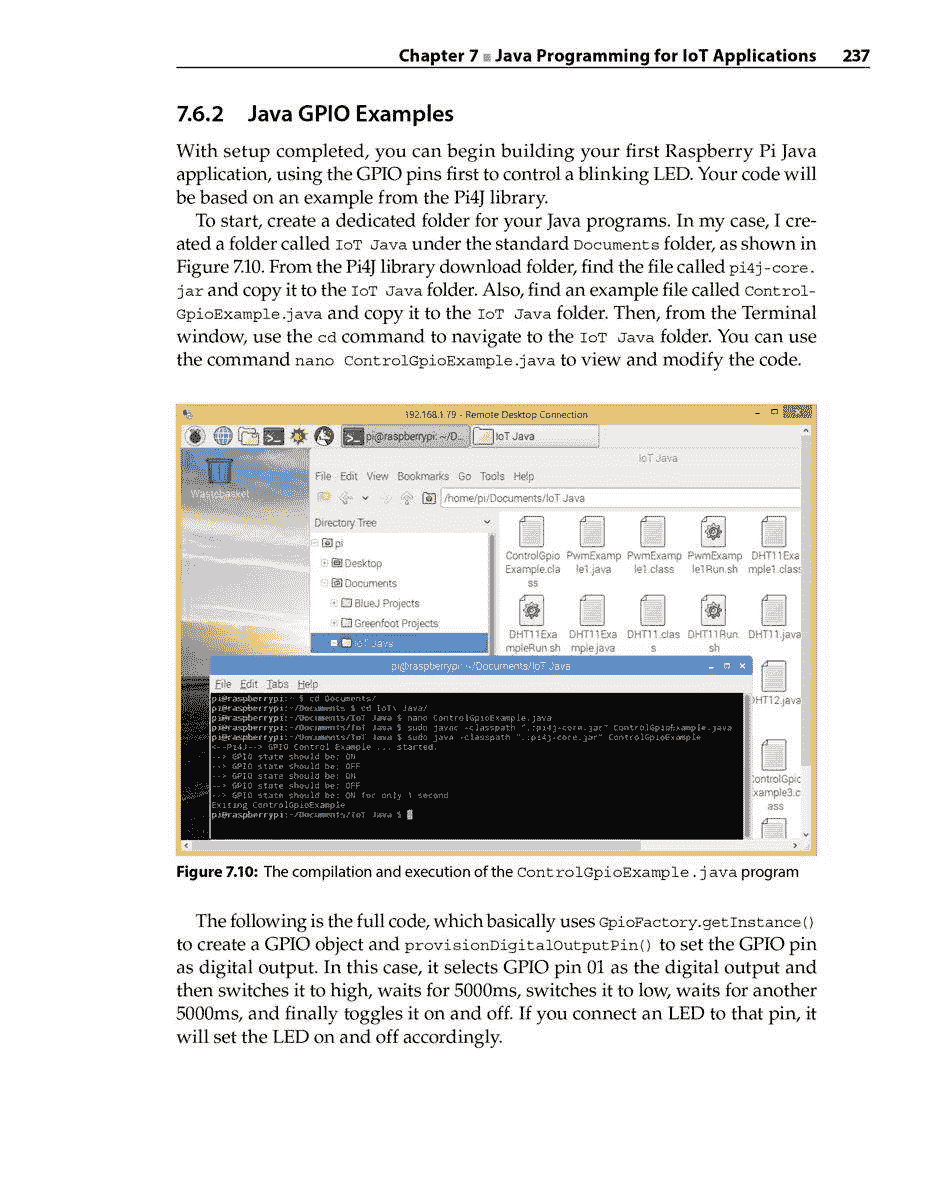 Chapter 7 ■ Java Programming for IoT Applications 237
7.6.2 Java GPIO Examples
With setup completed, you can begin building your first Raspberry Pi Java
application, using the GPIO pins first to control a blinking LED. Your code will
be based on an example from the Pi4J library.
To start, create a dedicated folder for your Java programs. In my case, I cre-
ated a folder called IoT Java under the standard Documents folder, as shown in
Figure 7.10. From the Pi4J library download folder, find the file called pi4j-core.
jar and copy it to the IoT Java folder. Also, find an example file called Control-
GpioExample.java and copy it to the IoT Java folder. Then, from the Terminal
window, use the cd command to navigate to the IoT Java folder. You can use
the command nano ControlGpioExample.java to view and modify the code.
192.168.1.79 - Remote Desktop Connection
pi@raspberrypi: ~/D... IoT Java
IoT Java
Wastebasket
File Edit View Bookmarks Go Tools Help
/home/pi/Documents/IoT Java
Directory Tree
pi
Desktop
Documents
BlueJ Projects
Greenfoot Projects
IoT Java
ControlGpio PwmExamp PwmExamp PwmExamp DHT11Exa
Example.cla le1.java le1.class le1Run.sh mple1.class
ss
DHT11Exa DHT11Exa DHT11.clas DHT11Run. DHT11.java
mpleRun.sh mple.java s sh
DHT12.java
ControlGpio
xample3.c
ass
pi@raspberrypi: ~/Documents/IoT Java
File Edit Tabs Help
pi@raspberrypi:~ $ cd Documents/
pi@raspberrypi:~/Documents $ cd IoT\ Java/
pi@raspberrypi:~/Documents/IoT Java $ nano ControlGpioExample.java
pi@raspberrypi:~/Documents/IoT Java $ sudo javac -classpath ".:pi4j-core.jar" ControlGpioExample.java
pi@raspberrypi:~/Documents/IoT Java $ sudo java -classpath ".:pi4j-core.jar" ControlGpioExample
<--Pi4J--> GPIO Control Example ... started.
--> GPIO state should be: ON
--> GPIO state should be: OFF
--> GPIO state should be: ON
--> GPIO state should be: OFF
--> GPIO state should be: ON for only 1 second
Exiting ControlGpioExample
pi@raspberrypi:~/Documents/IoT Java $
Figure 7.10: The compilation and execution of the ControlGpioExample.java program
The following is the full code, which basically uses GpioFactory.getInstance()
to create a GPIO object and provisionDigitalOutputPin() to set the GPIO pin
as digital output. In this case, it selects GPIO pin 01 as the digital output and
then switches it to high, waits for 5000ms, switches it to low, waits for another
5000ms, and finally toggles it on and off. If you connect an LED to that pin, it
will set the LED on and off accordingly.